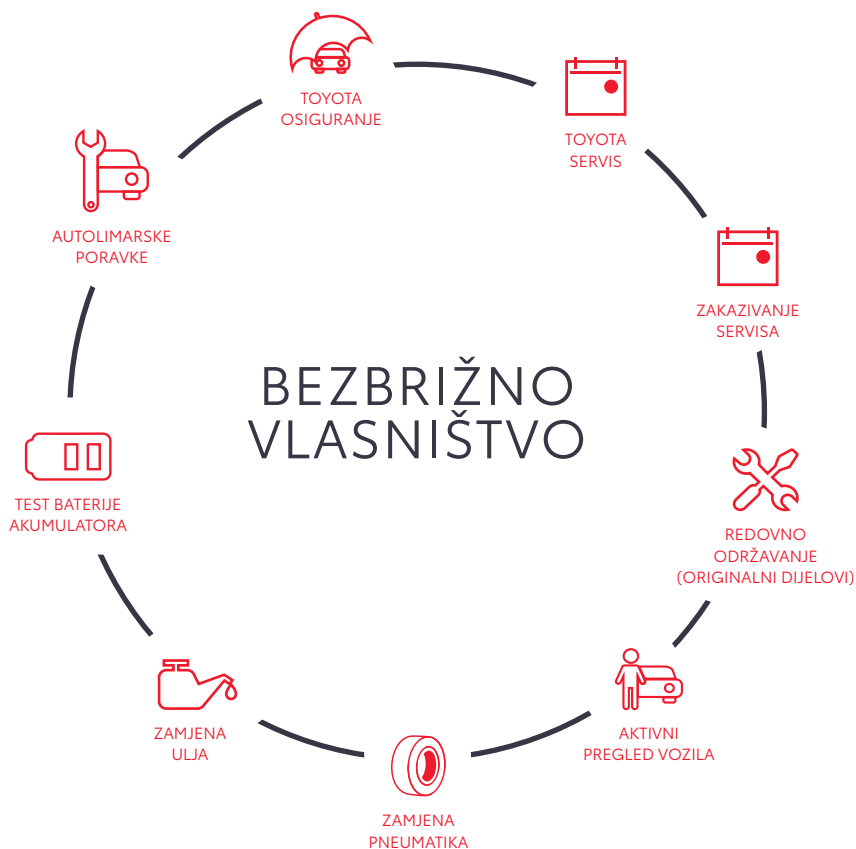 TOYOTA
OSIGURANJE
TOYOTA
SERVIS
ZAKAZIVANJE
SERVISA
REDOVNO
ODRŽAVANJE
(ORIGINALNI DIJELOVI)
AKTIVNI
PREGLED VOZILA
ZAMJENA
PNEUMATIKA
ZAMJENA
ULJA
TEST BATERIJE
AKUMULATORA
AUTOLIMARSKE
PORAVKE
BEZBRIŽNO
VLASNIŠTVO